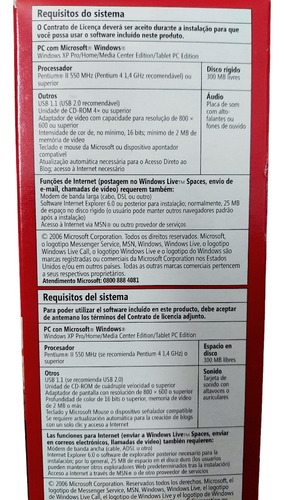 Requisitos do sistema
O Contrato de Licença deverá ser aceito durante a instalação para que
você possa usar o software incluído neste produto.
PC com Microsoft® Windows®
Windows XP Pro/Home/Media Center Edition/Tablet PC Edition
Processador
Pentium® II 550 MHz (Pentium 4 1,4 GHz recomendável) ou
superior
Disco rígido
300 MB livres
Outros
USB 1.1 (USB 2.0 recomendável)
Unidade de CD-ROM 4× ou superior
Adaptador de vídeo com capacidade para resolução de 800 ×
600 ou superior
Intensidade de cor, de no mínimo, 16 bits; mínimo de 2 MB de
memória de vídeo
Teclado e mouse da Microsoft ou dispositivo apontador
compatível
Atualização automática necessária para o Acesso Direto ao
Blog; acesso à internet
Áudio
Placa de som
com alto-
falantes ou
fones de ouvido
Funções de Internet (postagem no Windows Live™ Spaces, envio de
e-mail, chamadas de vídeo) requerem também:
Modem de banda larga (cabo, DSL ou outro)
Software Internet Explorer 6.0 ou posterior para instalação; normalmente, 25 MB
de espaço no disco rígido (o usuário pode manter outros navegadores padrão
após a instalação)
Acesso à Internet via MSN® ou outro provedor
© 2006 Microsoft Corporation. Todos os direitos reservados. Microsoft,
o logotipo Messenger Service, MSN, Windows, Windows Live, o logotipo
Windows Live Call, o logotipo Windows Live e o logotipo do Windows são
marcas registradas ou comerciais da Microsoft Corporation nos Estados
Unidos e/ou em outros países. Todas as outras marcas comerciais pertencem
a seus respectivos proprietários.
Atendimento Microsoft: 0800 888 4081
Requisitos del sistema
Para poder utilizar el software incluido en este producto, debe aceptar
de antemano los términos del Contrato de licencia adjunto.
PC con Microsoft® Windows®
Windows XP Pro/Home/Media Center Edition/Tablet PC Edition
Procesador
Pentium® II 550 MHz (se recomienda Pentium 4 1,4 GHz) o
superior
Espacio en
disco
300 MB libres
Otros
USB 1.1 (se recomienda USB 2.0)
Unidad de CD-ROM de cuádruple velocidad o superior
Adaptador de pantalla con resolución de 800 × 600 o superior
Profundidad de color de 16 bits o superior, memoria de vídeo
de 2 MB o más
Teclado y Microsoft Mouse o dispositivo señalador compatible
Se requiere actualización automática para la creación de blogs
con un solo clic y acceso a Internet
Sonido
Tarjeta de
sonido con
altavoces o
auriculares
Las funciones para Internet (enviar a Windows Live™ Spaces, enviar
en correos electrónicos, llamadas de vídeo) también requieren:
Modem de banda ancha (cable, ADSL u otro)
Internet Explorer 6.0 o software de explorador posterior necesario para la
instalación; por lo general, 25 MB de espacio en el disco duro (los usuarios
pueden mantener otros exploradores Web predeterminados tras la instalación)
Acceso a Internet a través de MSN® o de otro proveedor de servicios
© 2006 Microsoft Corporation. Reservados todos los derechos. Microsoft,
el logotipo de Messenger Service, MSN, Windows, Windows Live, el logotipo
de Windows Live Call, el logotipo de Windows Live y el logotipo de Windows